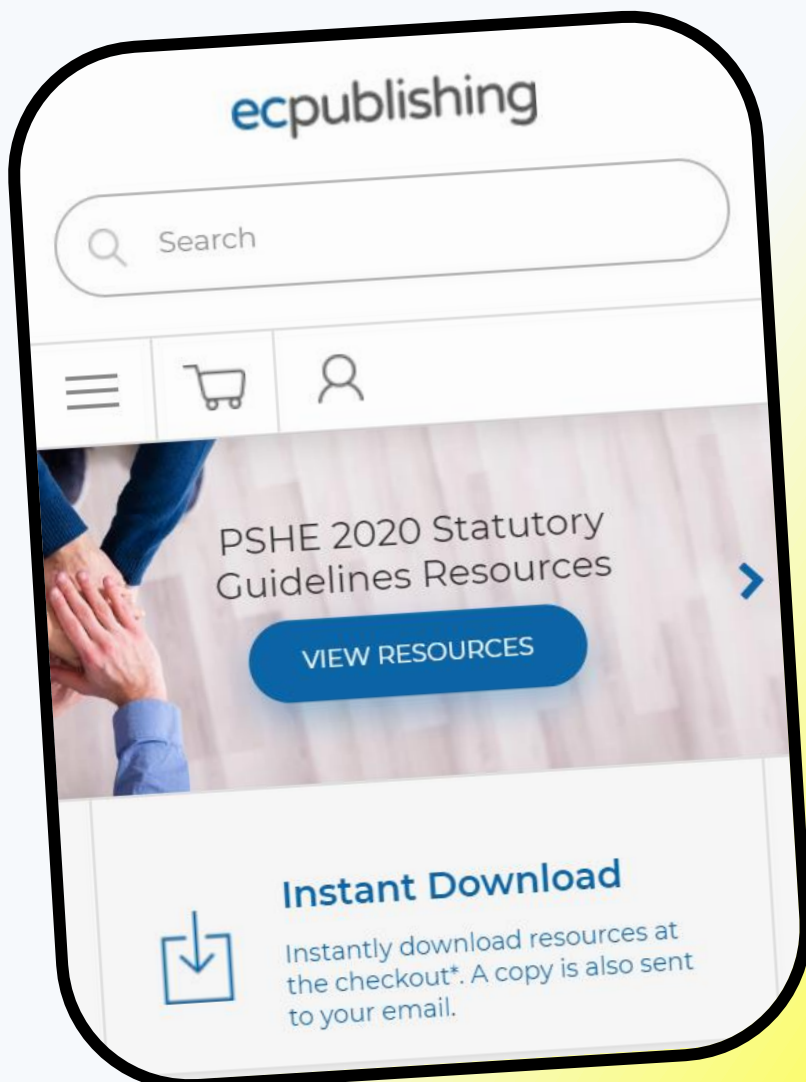 ecpublishing
Search
PSHE 2020 Statutory
Guidelines Resources
VIEW RESOURCES
Instant Download
Instantly download resources at
the checkout*. A copy is also sent
to your email.